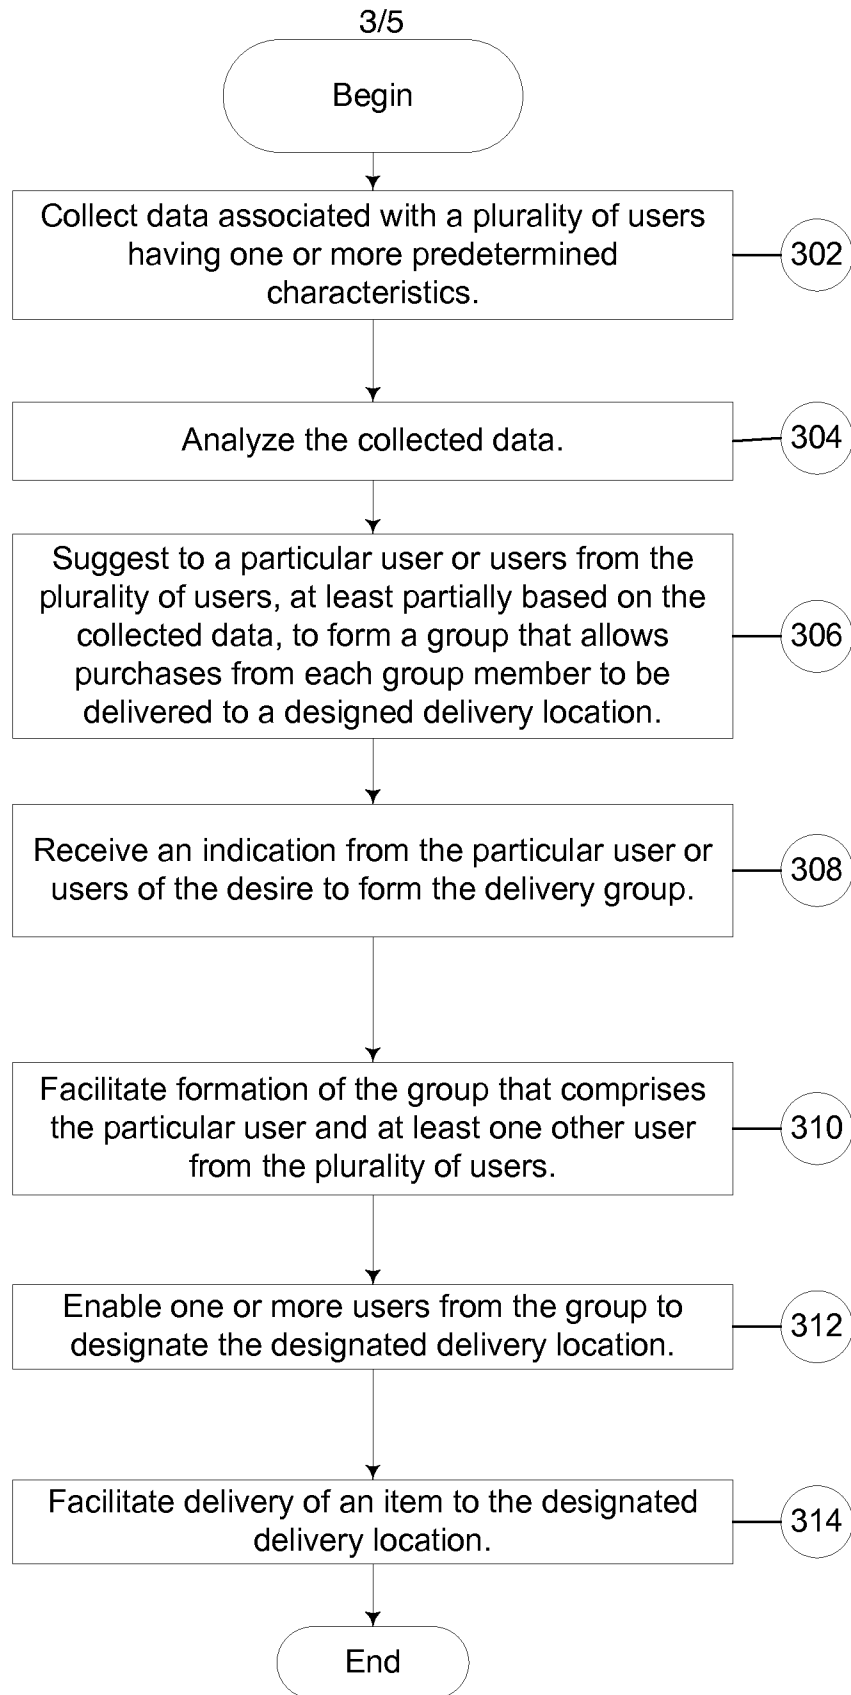 3/5
Begin
Collect data associated with a plurality of users
having one or more predetermined
characteristics.
302
Analyze the collected data.
304
Suggest to a particular user or users from the
plurality of users, at least partially based on the
collected data, to form a group that allows
purchases from each group member to be
delivered to a designed delivery location.
306
Receive an indication from the particular user or
users of the desire to form the delivery group.
308
Facilitate formation of the group that comprises
the particular user and at least one other user
from the plurality of users.
310
Enable one or more users from the group to
designate the designated delivery location.
312
Facilitate delivery of an item to the designated
delivery location.
314
End